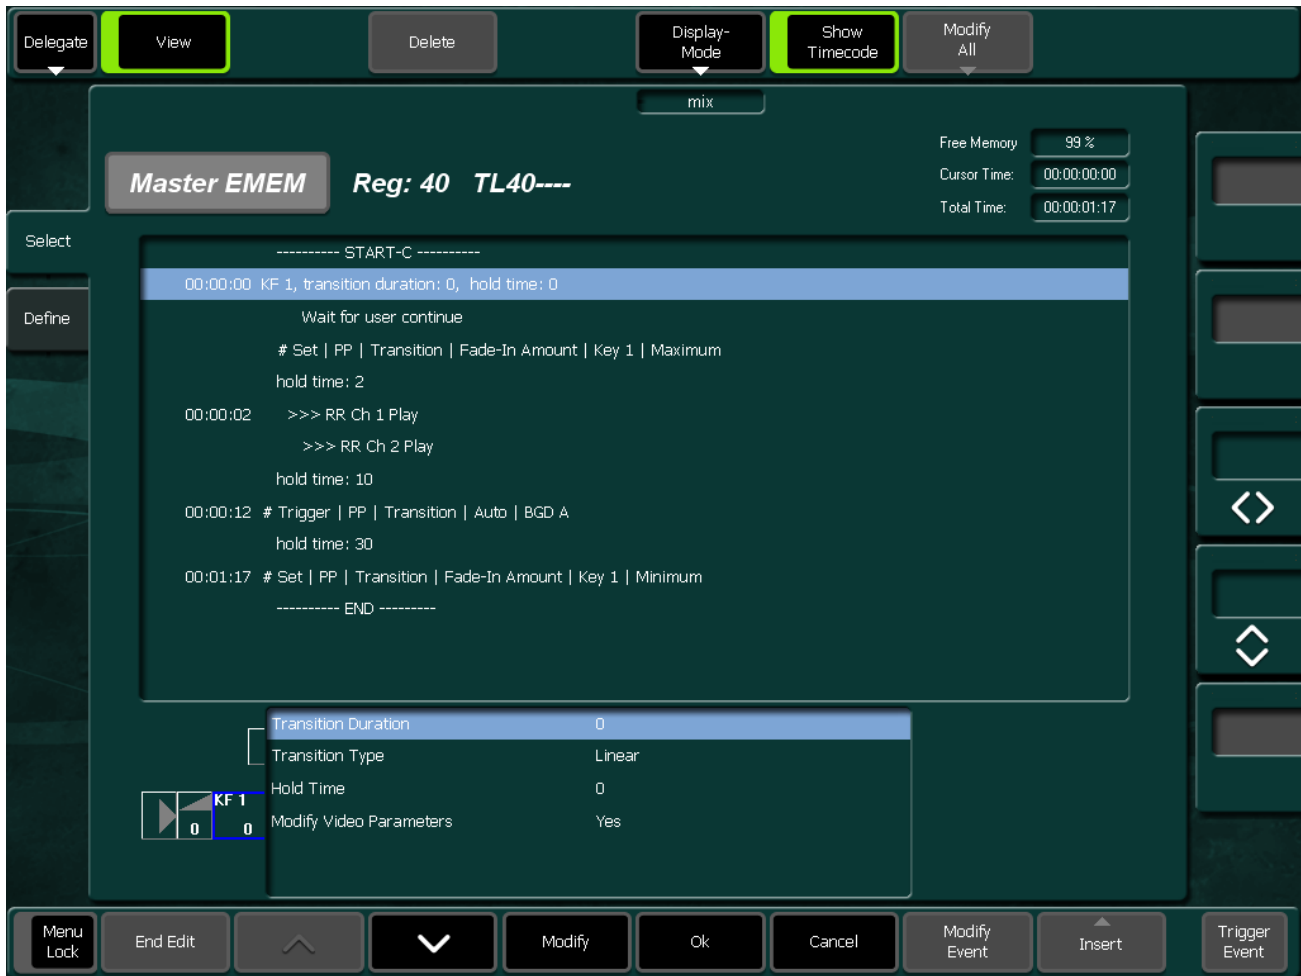 Delegate
View
Delete
Display-
Mode
Show
Timecode
Modify
All
mix
Free Memory 99 %
Master EMEM Reg: 40 TL40----
Cursor Time: 00:00:00:00
Total Time: 00:00:01:17
Select
Define
---------- START-C ----------
00:00:00 KF 1, transition duration: 0, hold time: 0
Wait for user continue
# Set | PP | Transition | Fade-In Amount | Key 1 | Maximum
hold time: 2
00:00:02 >>> RR Ch 1 Play
>>> RR Ch 2 Play
hold time: 10
00:00:12 # Trigger | PP | Transition | Auto | BGD A
hold time: 30
00:01:17 # Set | PP | Transition | Fade-In Amount | Key 1 | Minimum
---------- END ---------
Transition Duration 0
Transition Type Linear
Hold Time 0
Modify Video Parameters Yes
KF 1
0 0
Menu
Lock
End Edit
Modify
Ok
Cancel
Modify
Event
Insert
Trigger
Event